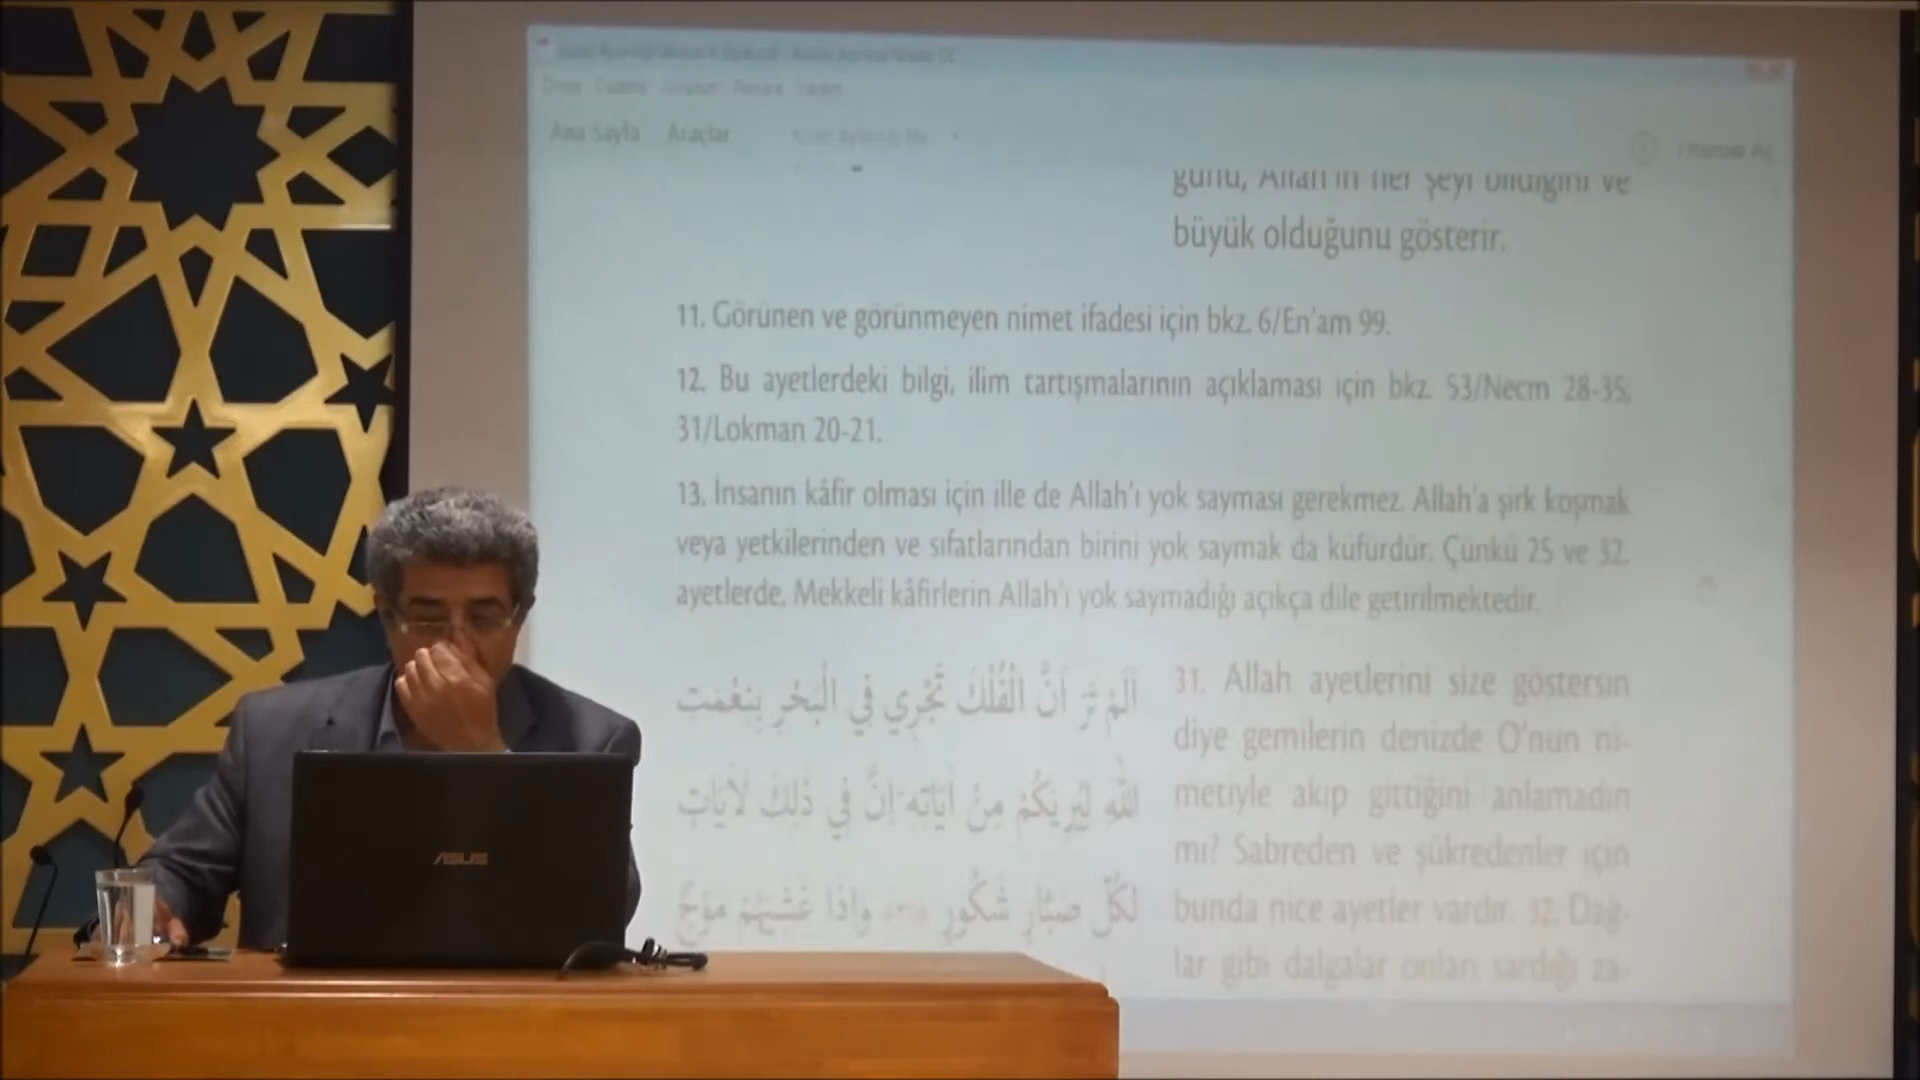 Ana Sayfa Araçlar
günü, Allah'ın her şeyi bildiğini ve
büyük olduğunu gösterir.
11. Görünen ve görünmeyen nimet ifadesi için bkz. 6/En'am 99.
12. Bu ayetlerdeki bilgi, ilim tartışmalarının açıklaması için bkz. 53/Necm 28-35;
31/Lokman 20-21.
13. İnsanın kâfir olması için ille de Allah'ı yok sayması gerekmez. Allah'a şirk koşmak
veya yetkilerinden ve sıfatlarından birini yok saymak da küfürdür. Çünkü 25 ve 32.
ayetlerde, Mekkeli kâfirlerin Allah'ı yok saymadığı açıkça dile getirilmektedir.
اَلَمْ تَرَ اَنَّ الْفُلْكَ تَجْرِي فِي الْبَحْرِ بِنِعْمَتِ
اللّٰهِ لِيُرِيَكُمْ مِنْ اٰيَاتِهٖ اِنَّ فِي ذٰلِكَ لَاٰيَاتٍ
لِكُلِّ صَبَّارٍ شَكُورٍ وَاِذَا غَشِيَهُمْ مَوْجٌ
31. Allah ayetlerini size göstersin
diye gemilerin denizde O'nun ni-
metiyle akıp gittiğini anlamadın
mı? Sabreden ve şükredenler için
bunda nice ayetler vardır. 32. Dağ-
lar gibi dalgalar onları sardığı za-
ASUS